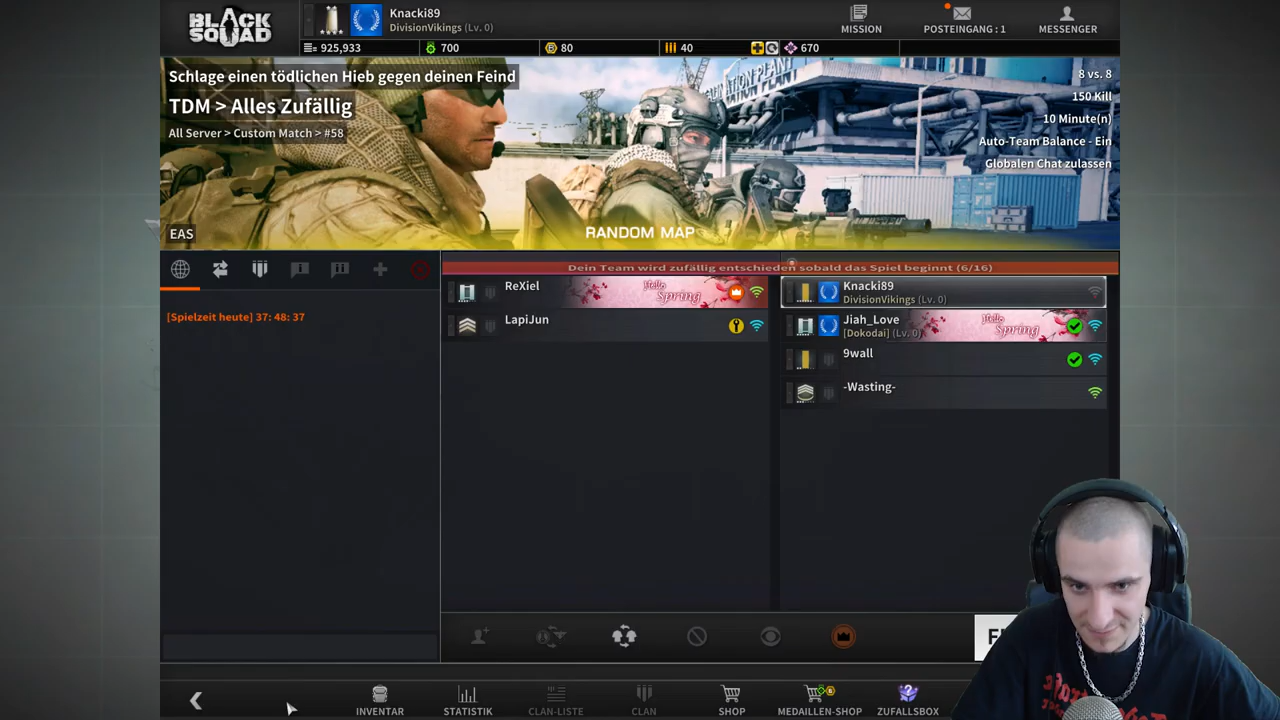 BLACK SQUAD
Knacki89
DivisionVikings (Lv. 0)
MISSION
POSTEINGANG : 1
MESSENGER
925,933
700
80
40
670
Schlage einen tödlichen Hieb gegen deinen Feind
TDM > Alles Zufällig
All Server > Custom Match > #58
8 vs. 8
150 Kill
10 Minute(n)
Auto-Team Balance - Ein
Globalen Chat zulassen
EAS
RANDOM MAP
Dein Team wird zufällig entschieden sobald das Spiel beginnt (6/16)
[Spielzeit heute] 37: 48: 37
ReXiel
Hello Spring
LapiJun
Knacki89
DivisionVikings (Lv. 0)
Jiah_Love
[Dokodai] (Lv. 0)
Hello Spring
9wall
-Wasting-
INVENTAR
STATISTIK
CLAN-LISTE
CLAN
SHOP
MEDAILLEN-SHOP
ZUFALLSBOX